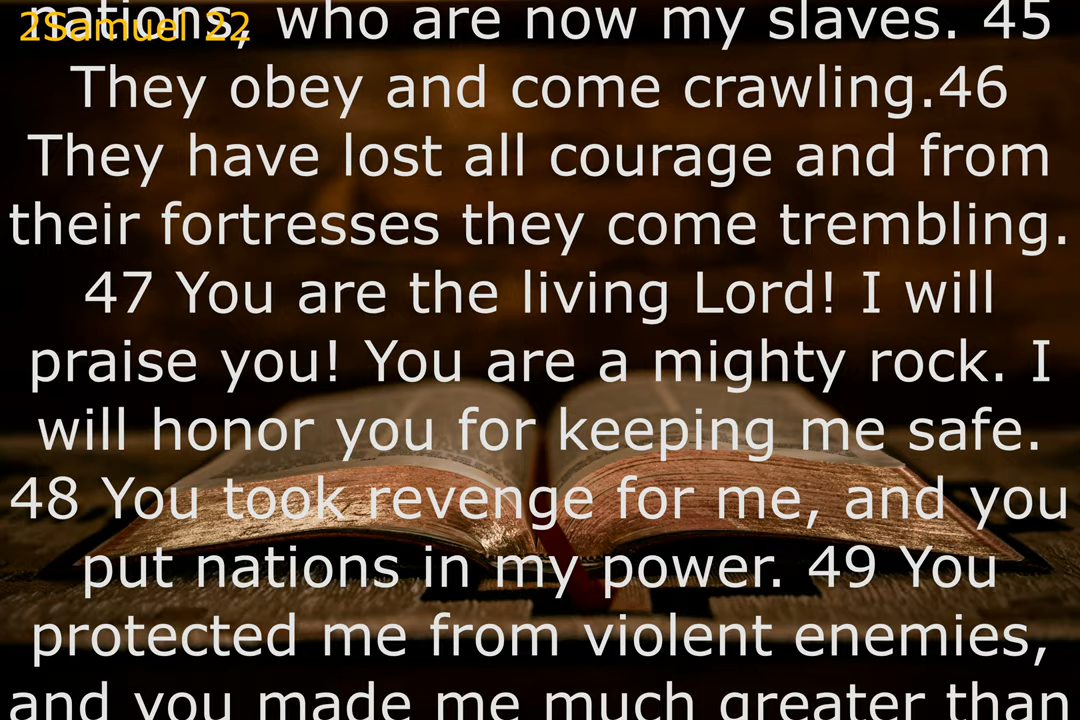 2Samuel 22
nations, who are now my slaves. 45
They obey and come crawling.46
They have lost all courage and from
their fortresses they come trembling.
47 You are the living Lord! I will
praise you! You are a mighty rock. I
will honor you for keeping me safe.
48 You took revenge for me, and you
put nations in my power. 49 You
protected me from violent enemies,
and you made me much greater than